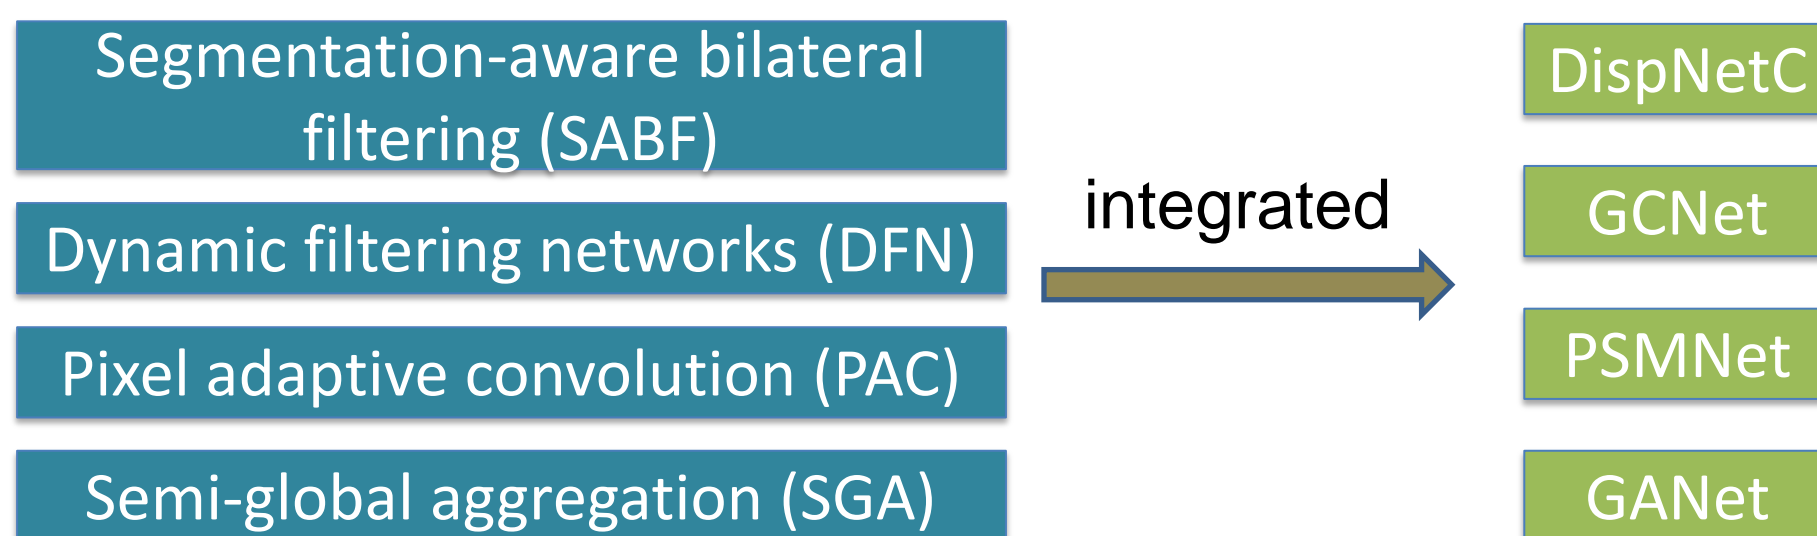 Segmentation-aware bilateral
filtering (SABF)
Dynamic filtering networks (DFN)
Pixel adaptive convolution (PAC)
Semi-global aggregation (SGA)
integrated
DispNetC
GCNet
PSMNet
GANet